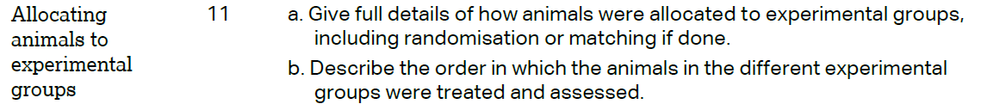 Allocating 11 a. Give full details of how animals were allocated to experimental groups,
animals to including randomisation or matching if done.
experimental b. Describe the order in which the animals in the different experimental
groups groups were treated and assessed.